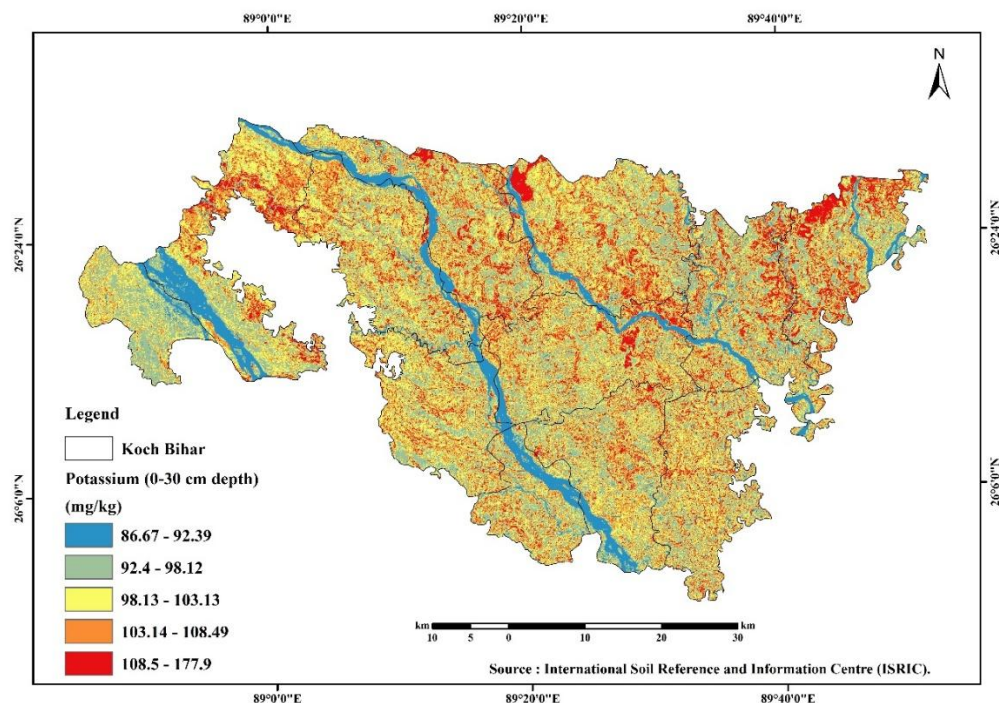 89°0'0"E 89°20'0"E 89°40'0"E
N
26°24'0"N 26°24'0"N
Legend
Koch Bihar
Potassium (0-30 cm depth)
(mg/kg)
26°6'0"N 26°6'0"N
86.67 - 92.39
92.4 - 98.12
98.13 - 103.13
103.14 - 108.49
108.5 - 177.9
km km
10 5 0 10 20 30
Source : International Soil Reference and Information Centre (ISRIC).
89°0'0"E 89°20'0"E 89°40'0"E